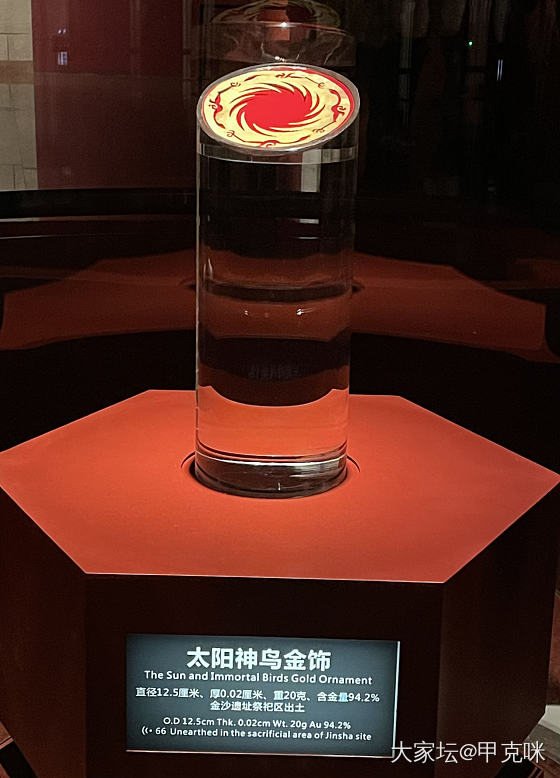 太阳神鸟金饰
The Sun and Immortal Birds Gold Ornament
直径12.5厘米、厚0.02厘米、重20克、含金量94.2%
金沙遗址祭祀区出土
O.D 12.5cm Thk. 0.02cm Wt. 20g Au 94.2%
66 Unearthed in the sacrificial area of Jinsha site
大家坛@甲克咪